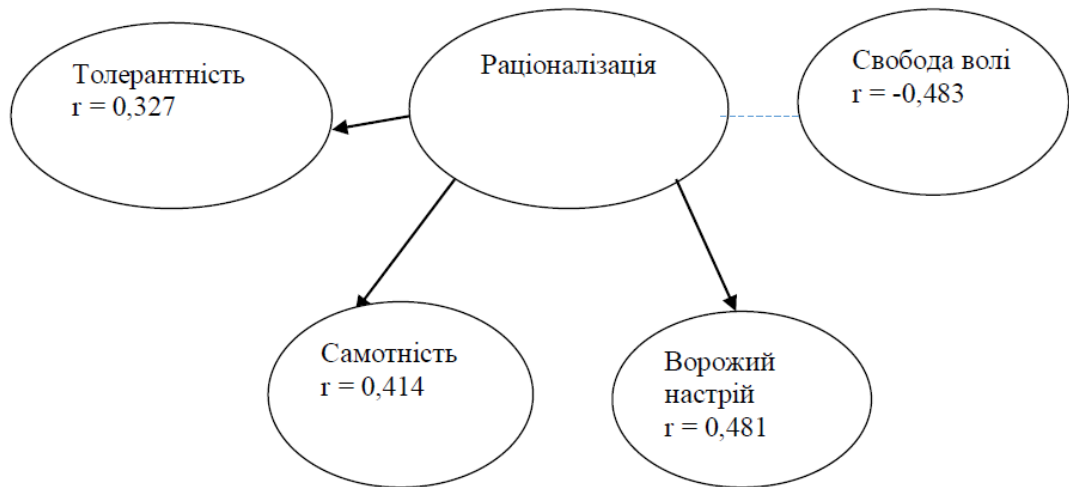 Толерантність
r = 0,327
Раціоналізація
Свобода волі
r = -0,483
Самотність
r = 0,414
Ворожий
настрій
r = 0,481